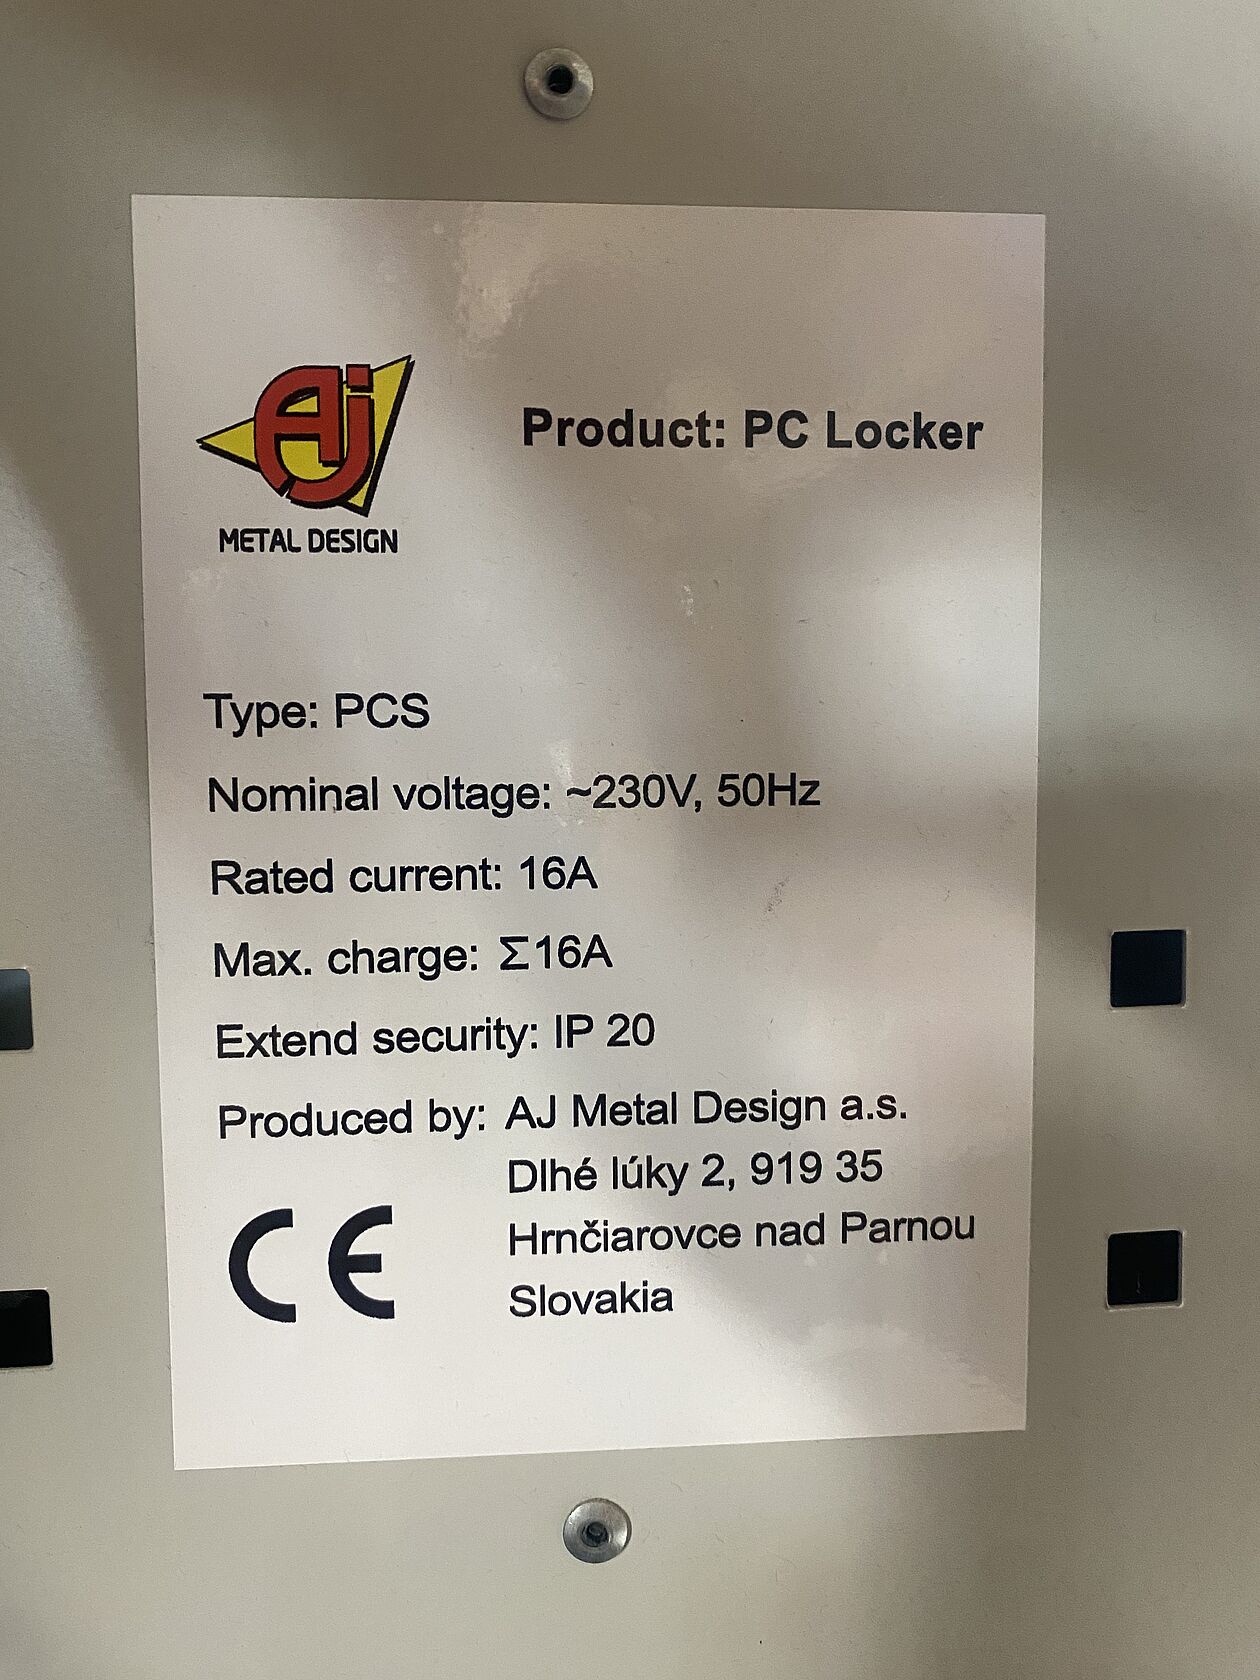 Aj
METAL DESIGN
Product: PC Locker
Type: PCS
Nominal voltage: ~230V, 50Hz
Rated current: 16A
Max. charge: Σ16A
Extend security: IP 20
Produced by: AJ Metal Design a.s.
Dlhé lúky 2, 919 35
Hrnčiarovce nad Parnou
Slovakia
CE